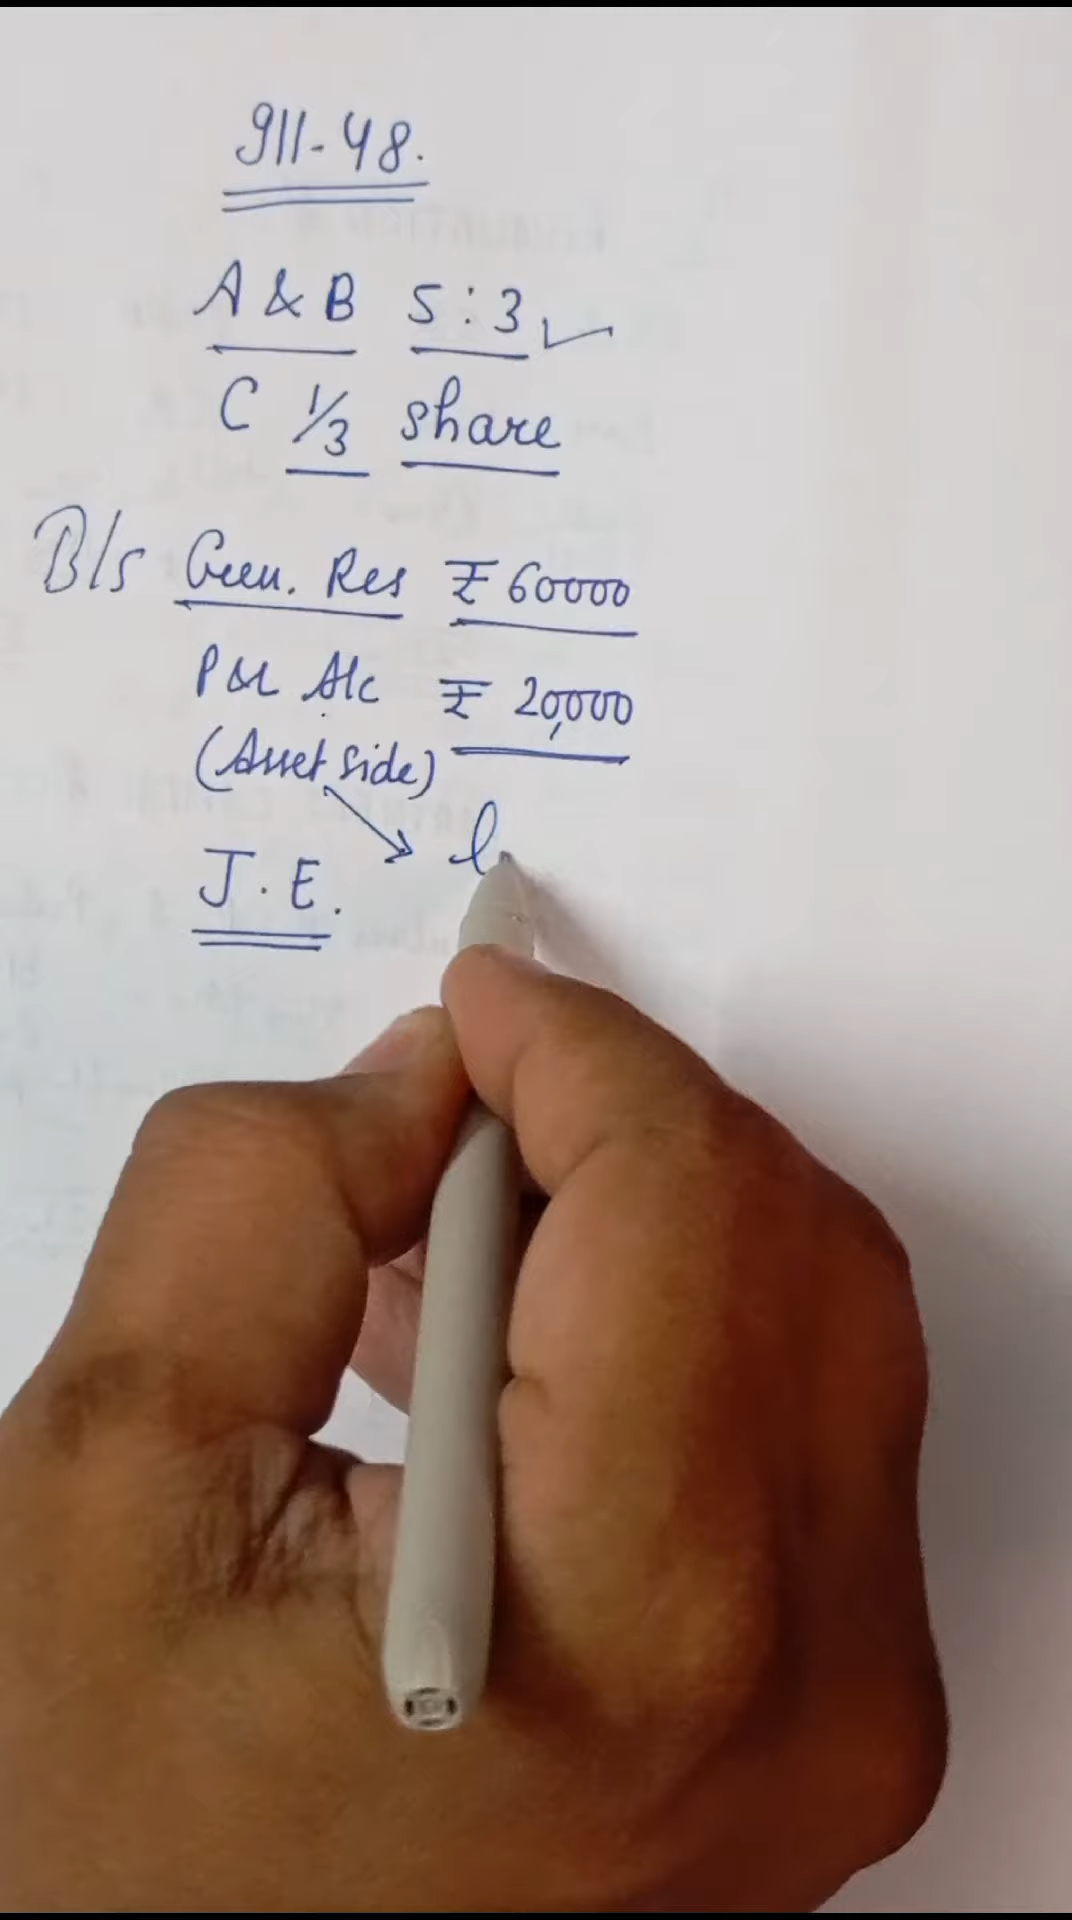 911-48.
A & B 5:3
C 1/3 share
B/s Gen. Res ₹ 60000
P&L A/c ₹ 20,000
(Asset side)
J.E.